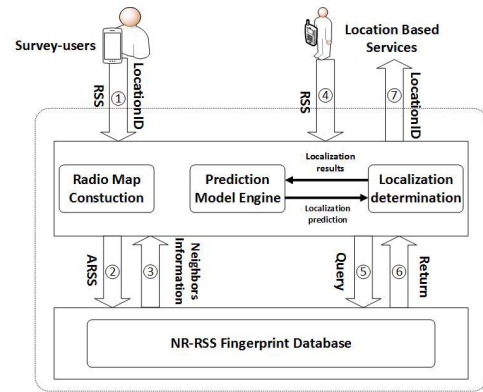 Survey-users
Location Based
Services
RSS
①
LocationID
RSS
④
⑦
LocationID
Radio Map
Constuction
Prediction
Model Engine
Localization
results
Localization
prediction
Localization
determination
ARSS
②
③
Neighbors
Information
Query
⑤
⑥
Return
NR-RSS Fingerprint Database